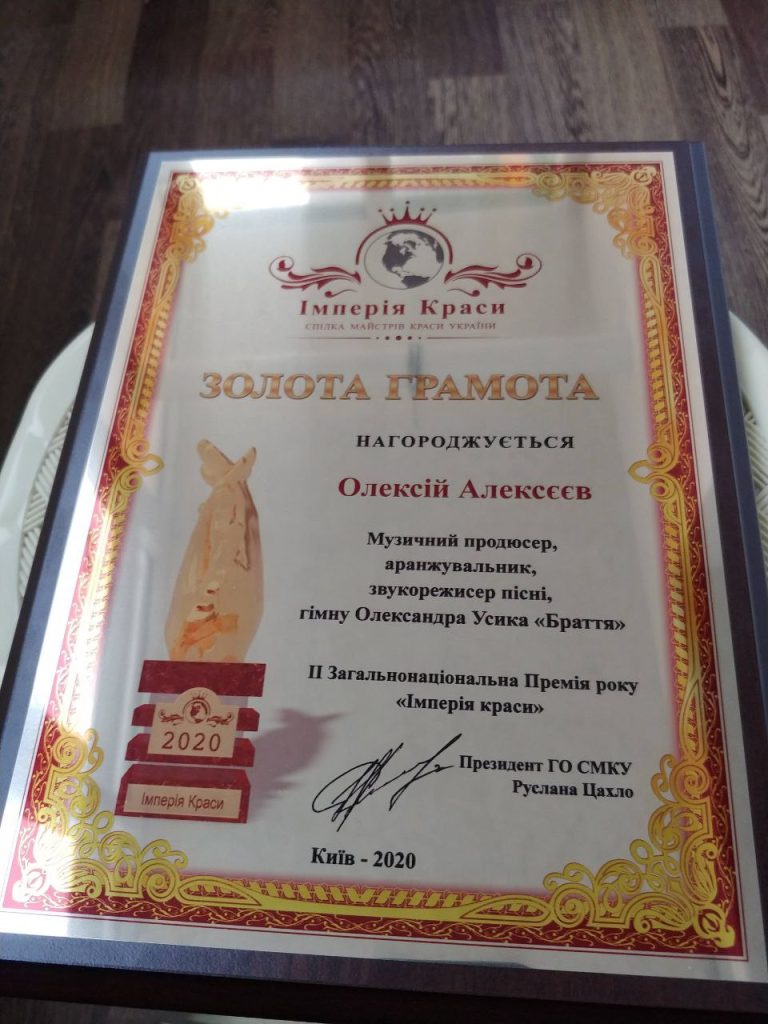 Імперія Краси
СПІЛКА МАЙСТРІВ КРАСИ УКРАЇНИ
ЗОЛОТА ГРАМОТА
НАГОРОДЖУЄТЬСЯ
Олексій Алексєєв
Музичний продюсер,
аранжувальник,
звукорежисер пісні,
гімну Олександра Усика «Браття»
ІІ Загальнонаціональна Премія року
«Імперія краси»
2020
Імперія Краси
Президент ГО СМКУ
Руслана Цахло
Київ - 2020